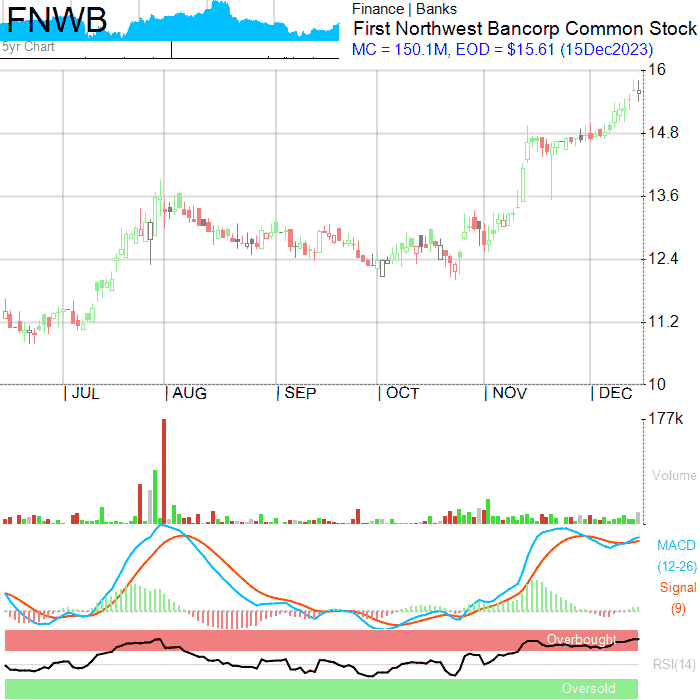 FNWB
5yr Chart
Finance | Banks
First Northwest Bancorp Common Stock
MC = 150.1M, EOD = $15.61 (15Dec2023)
16
14.8
13.6
12.4
11.2
10
JUL AUG SEP OCT NOV DEC
177k
Volume
MACD
(12-26)
Signal
(9)
Overbought
RSI(14)
Oversold